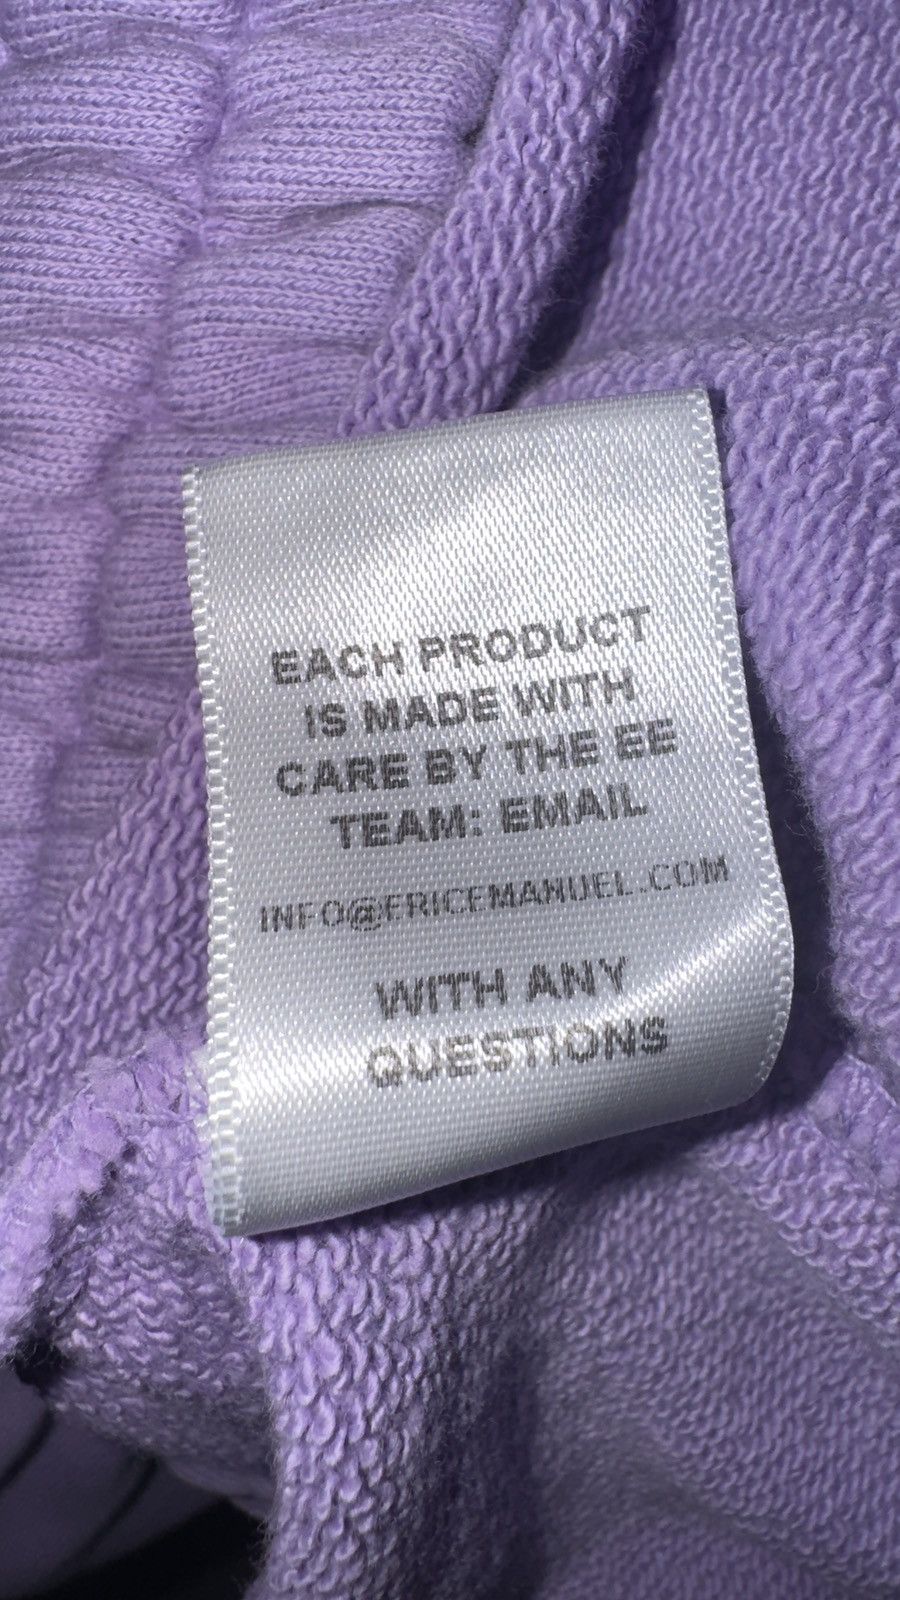 EACH PRODUCT
IS MADE WITH
CARE BY THE EE
TEAM: EMAIL
INFO@ERICEMANUEL.COM
WITH ANY
QUESTIONS